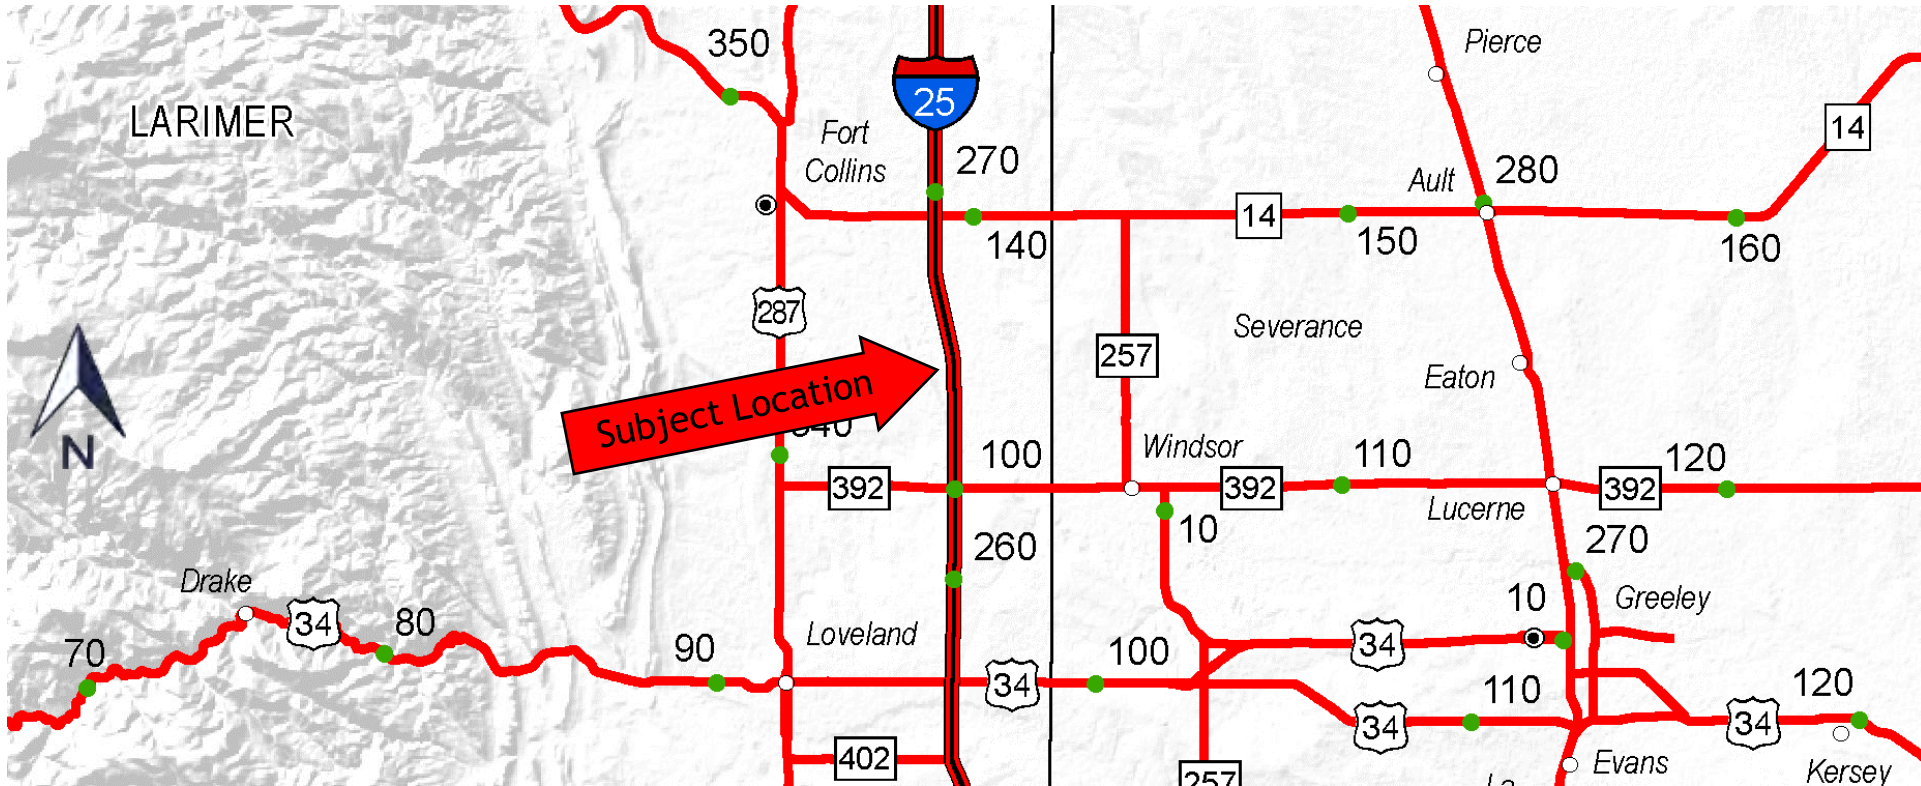 350
Pierce
25
LARIMER
14
Fort
Collins
270
Ault
280
14
140
150
160
287
Severance
257
Eaton
Subject Location
N
Windsor
100
110
120
392
392
392
Lucerne
10
260
270
Drake
34
80
10
Greeley
70
90
Loveland
100
34
34
110
120
34
34
402
Evans
Kersey
257